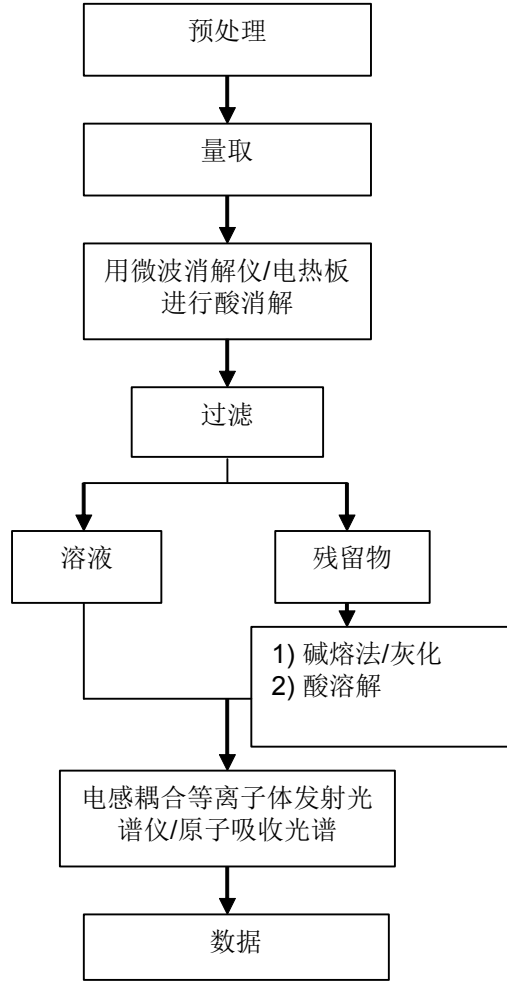 预处理
量取
用微波消解仪/电热板
进行酸消解
过滤
溶液
残留物
1) 碱熔法/灰化
2) 酸溶解
电感耦合等离子体发射光
谱仪/原子吸收光谱
数据